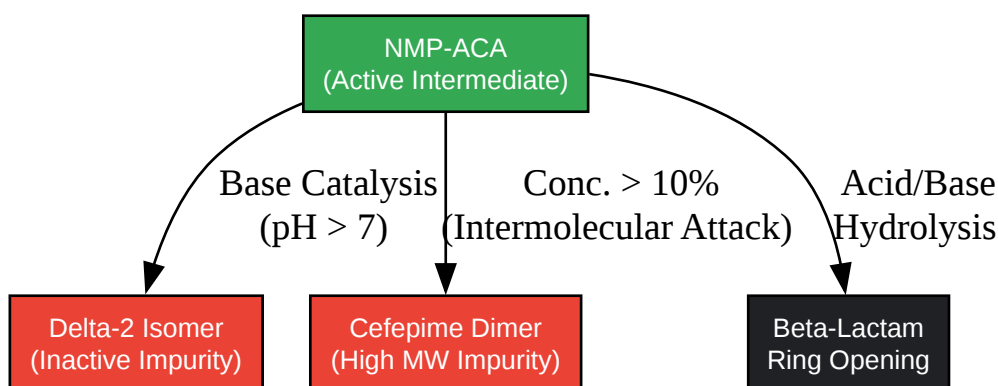 NMP-ACA
(Active Intermediate)
Base Catalysis
(pH > 7)
Conc. > 10%
(Intermolecular Attack)
Acid/Base
Hydrolysis
Delta-2 Isomer
(Inactive Impurity)
Cefepime Dimer
(High MW Impurity)
Beta-Lactam
Ring Opening